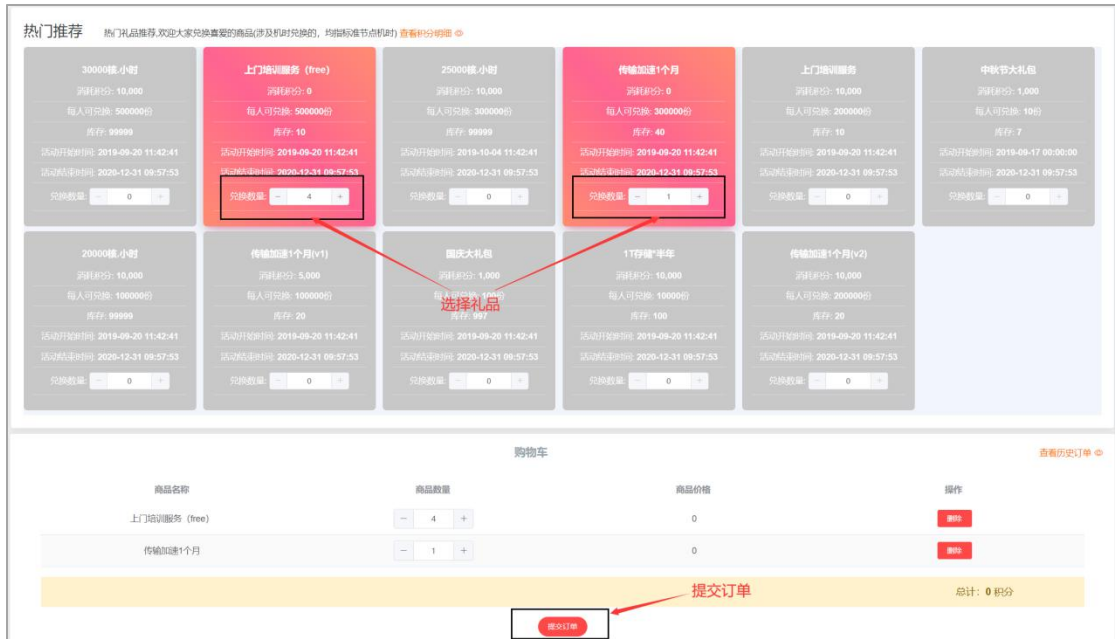 热门推荐 热门礼品推荐,欢迎大家兑换喜爱的商品(涉及机时兑换的，均指标准节点机时) 查看积分明细
30000核.小时
消耗积分: 10,000
每人可兑换: 500000份
库存: 99999
活动开始时间: 2019-09-20 11:42:41
活动结束时间: 2020-12-31 09:57:53
兑换数量: - 0 +
上门培训服务 (free)
消耗积分: 0
每人可兑换: 500000份
库存: 10
活动开始时间: 2019-09-20 11:42:41
活动结束时间: 2020-12-31 09:57:53
兑换数量: - 4 +
25000核.小时
消耗积分: 10,000
每人可兑换: 300000份
库存: 99999
活动开始时间: 2019-10-04 11:42:41
活动结束时间: 2020-12-31 09:57:53
兑换数量: - 0 +
传输加速1个月
消耗积分: 0
每人可兑换: 300000份
库存: 40
活动开始时间: 2019-09-20 11:42:41
活动结束时间: 2020-12-31 09:57:53
兑换数量: - 1 +
上门培训服务
消耗积分: 10,000
每人可兑换: 200000份
库存: 10
活动开始时间: 2019-09-20 11:42:41
活动结束时间: 2020-12-31 09:57:53
兑换数量: - 0 +
中秋节大礼包
消耗积分: 1,000
每人可兑换: 10份
库存: 7
活动开始时间: 2019-09-17 00:00:00
活动结束时间: 2020-12-31 09:57:53
兑换数量: - 0 +
20000核.小时
消耗积分: 10,000
每人可兑换: 100000份
库存: 99999
活动开始时间: 2019-09-20 11:42:41
活动结束时间: 2020-12-31 09:57:53
兑换数量: - 0 +
传输加速1个月(v1)
消耗积分: 5,000
每人可兑换: 100000份
库存: 20
活动开始时间: 2019-09-20 11:42:41
活动结束时间: 2020-12-31 09:57:53
兑换数量: - 0 +
国庆大礼包
消耗积分: 1,000
每人可兑换: 100份
选择礼品
库存: 997
活动开始时间: 2019-09-20 11:42:41
活动结束时间: 2020-12-31 09:57:53
兑换数量: - 0 +
1T存储*半年
消耗积分: 10,000
每人可兑换: 10000份
库存: 100
活动开始时间: 2019-09-20 11:42:41
活动结束时间: 2020-12-31 09:57:53
兑换数量: - 0 +
传输加速1个月(v2)
消耗积分: 10,000
每人可兑换: 200000份
库存: 20
活动开始时间: 2019-09-20 11:42:41
活动结束时间: 2020-12-31 09:57:53
兑换数量: - 0 +
购物车 查看历史订单
商品名称 商品数量 商品价格 操作
上门培训服务 (free) - 4 + 0 删除
传输加速1个月 - 1 + 0 删除
提交订单
总计：0 积分
提交订单